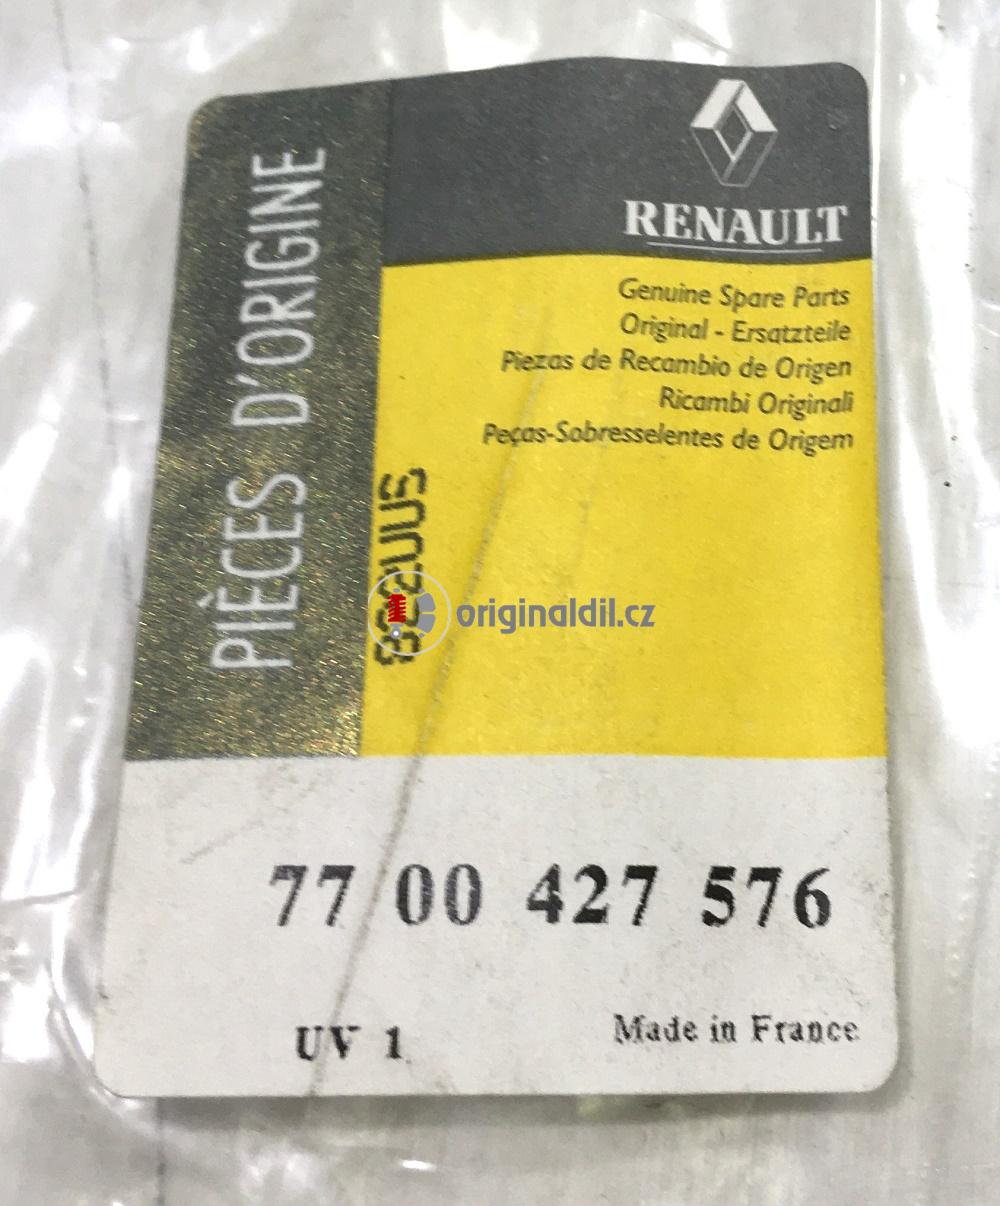 PIÈCES D'ORIGINE
RENAULT
Genuine Spare Parts
Original - Ersatzteile
Piezas de Recambio de Origen
Ricambi Originali
Peças-Sobresselentes de Origem
originaldil.cz
77 00 427 576
UV 1
Made in France